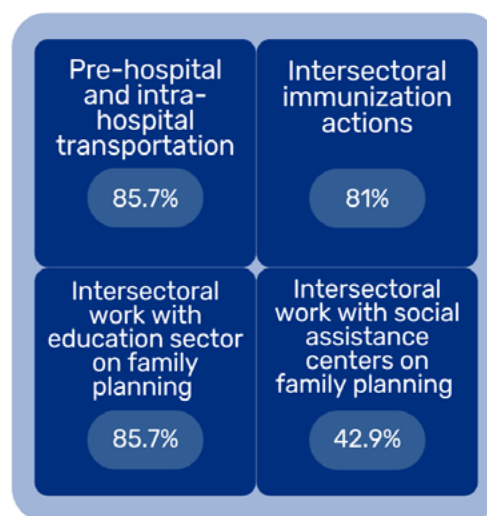 Pre-hospital
and intra-
hospital
transportation
85.7%
Intersectoral
immunization
actions
81%
Intersectoral
work with
education sector
on family
planning
85.7%
Intersectoral
work with social
assistance
centers on
family planning
42.9%